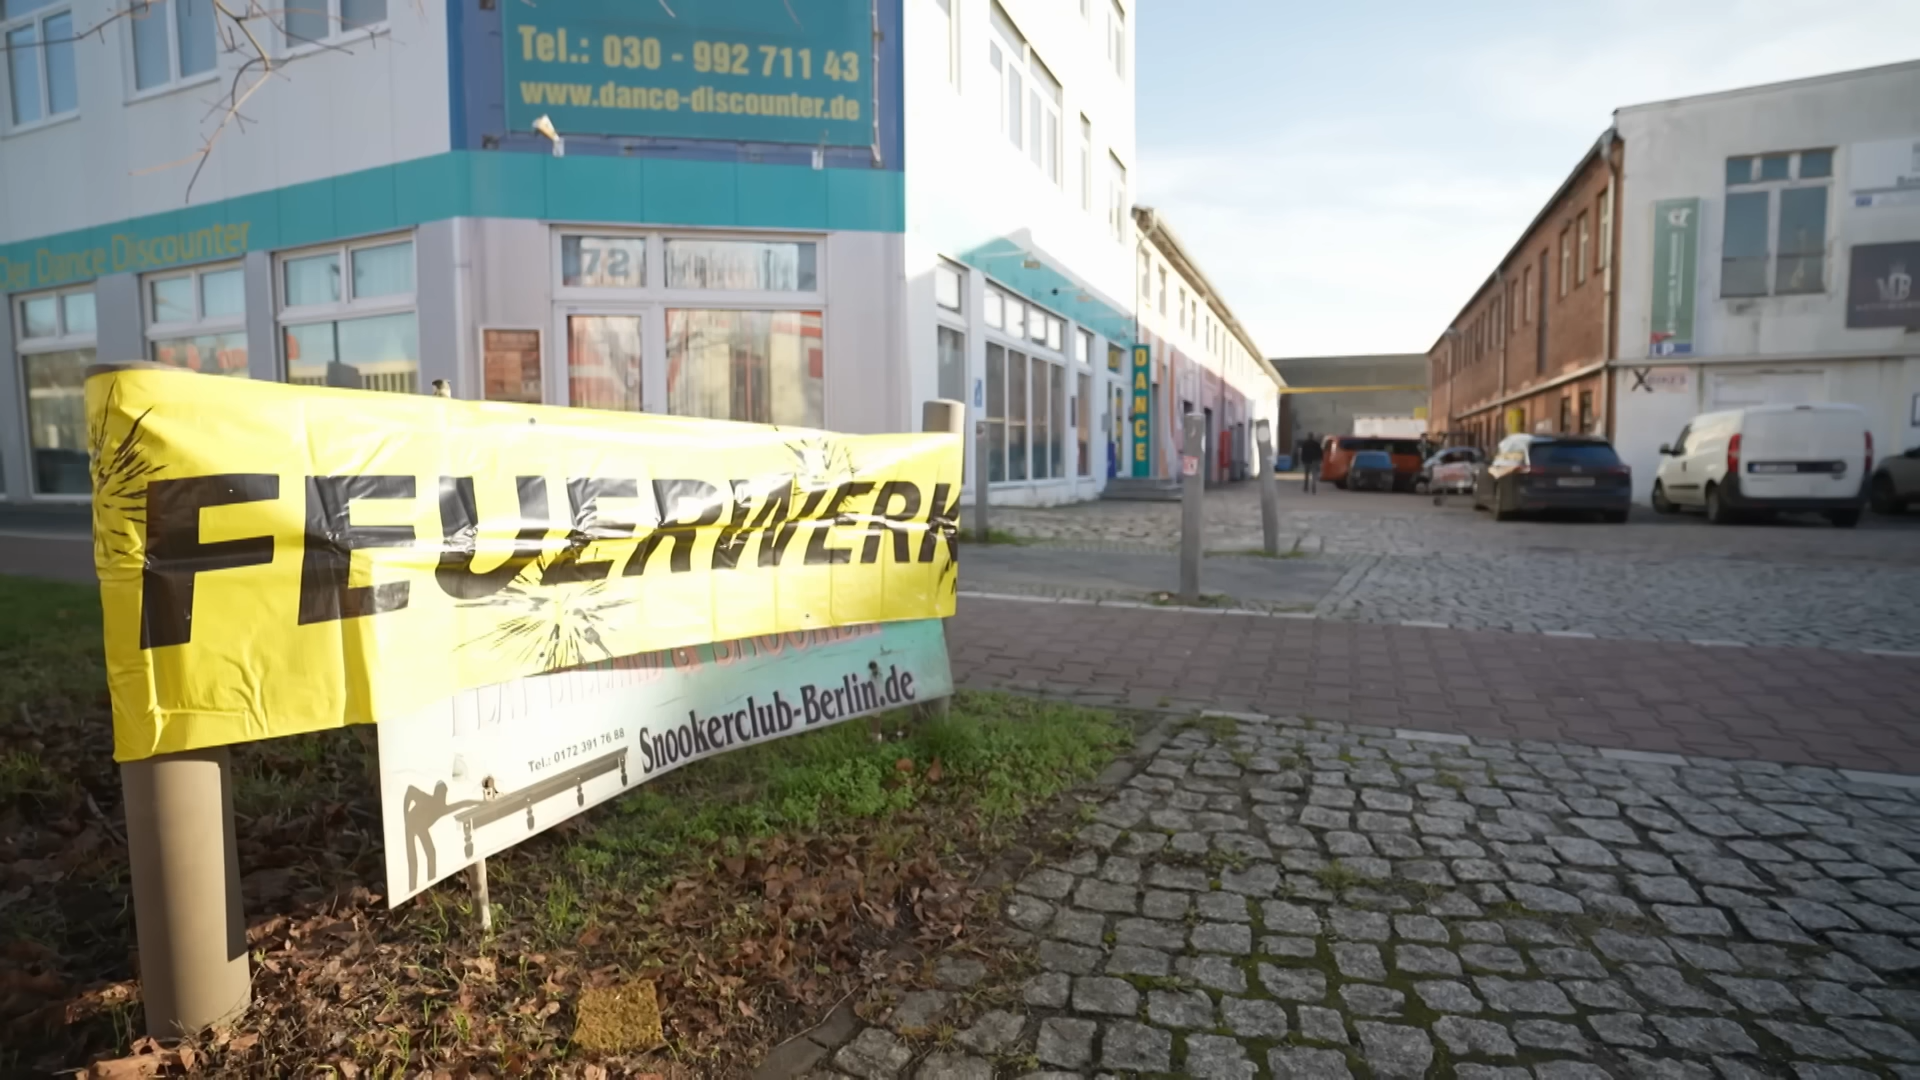 Tel.: 030 - 992 711 43
www.dance-discounter.de
Der Dance Discounter
72
DANCE
FEUERWERK
Tel.: 0172 391 76 88
Snookerclub-Berlin.de